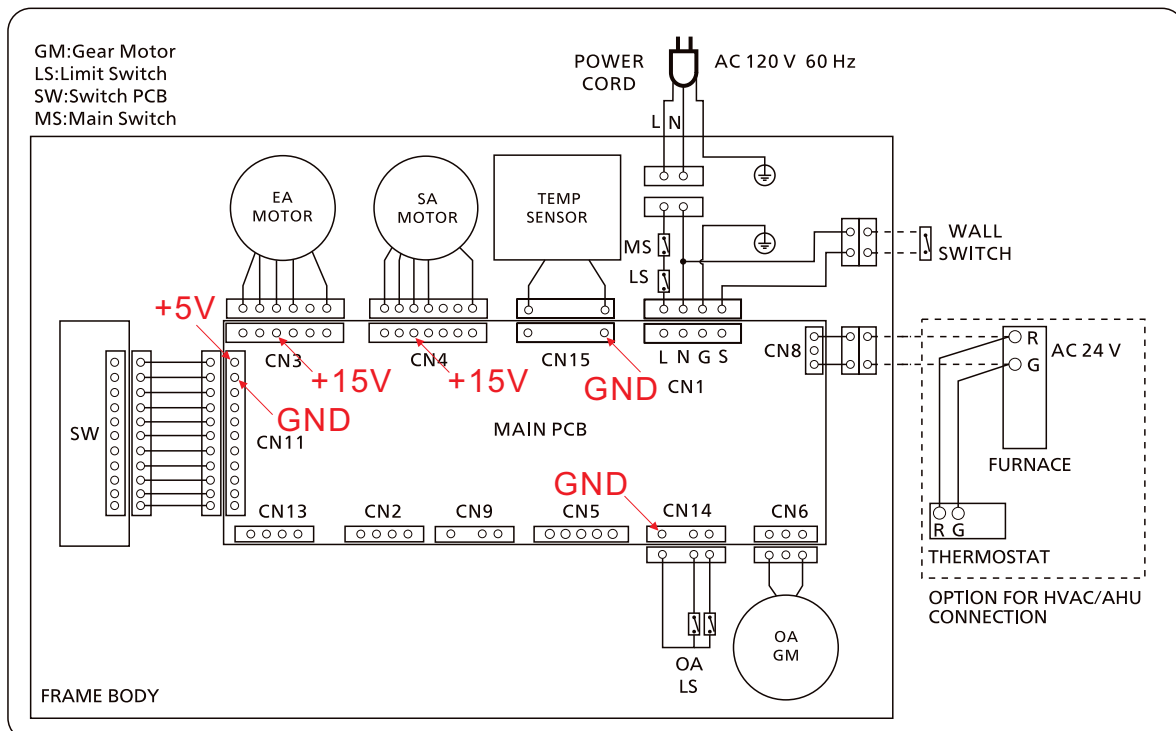 GM:Gear Motor
LS:Limit Switch
SW:Switch PCB
MS:Main Switch
POWER
CORD
AC 120 V 60 Hz
L N
EA
MOTOR
SA
MOTOR
TEMP
SENSOR
MS
LS
WALL
SWITCH
+5V
CN3
CN4
CN15
L N G S
CN1
CN8
R
G
AC 24 V
+15V
+15V
GND
GND
SW
CN11
MAIN PCB
FURNACE
GND
CN13
CN2
CN9
CN5
CN14
CN6
R G
THERMOSTAT
OPTION FOR HVAC/AHU
CONNECTION
OA
LS
OA
GM
FRAME BODY